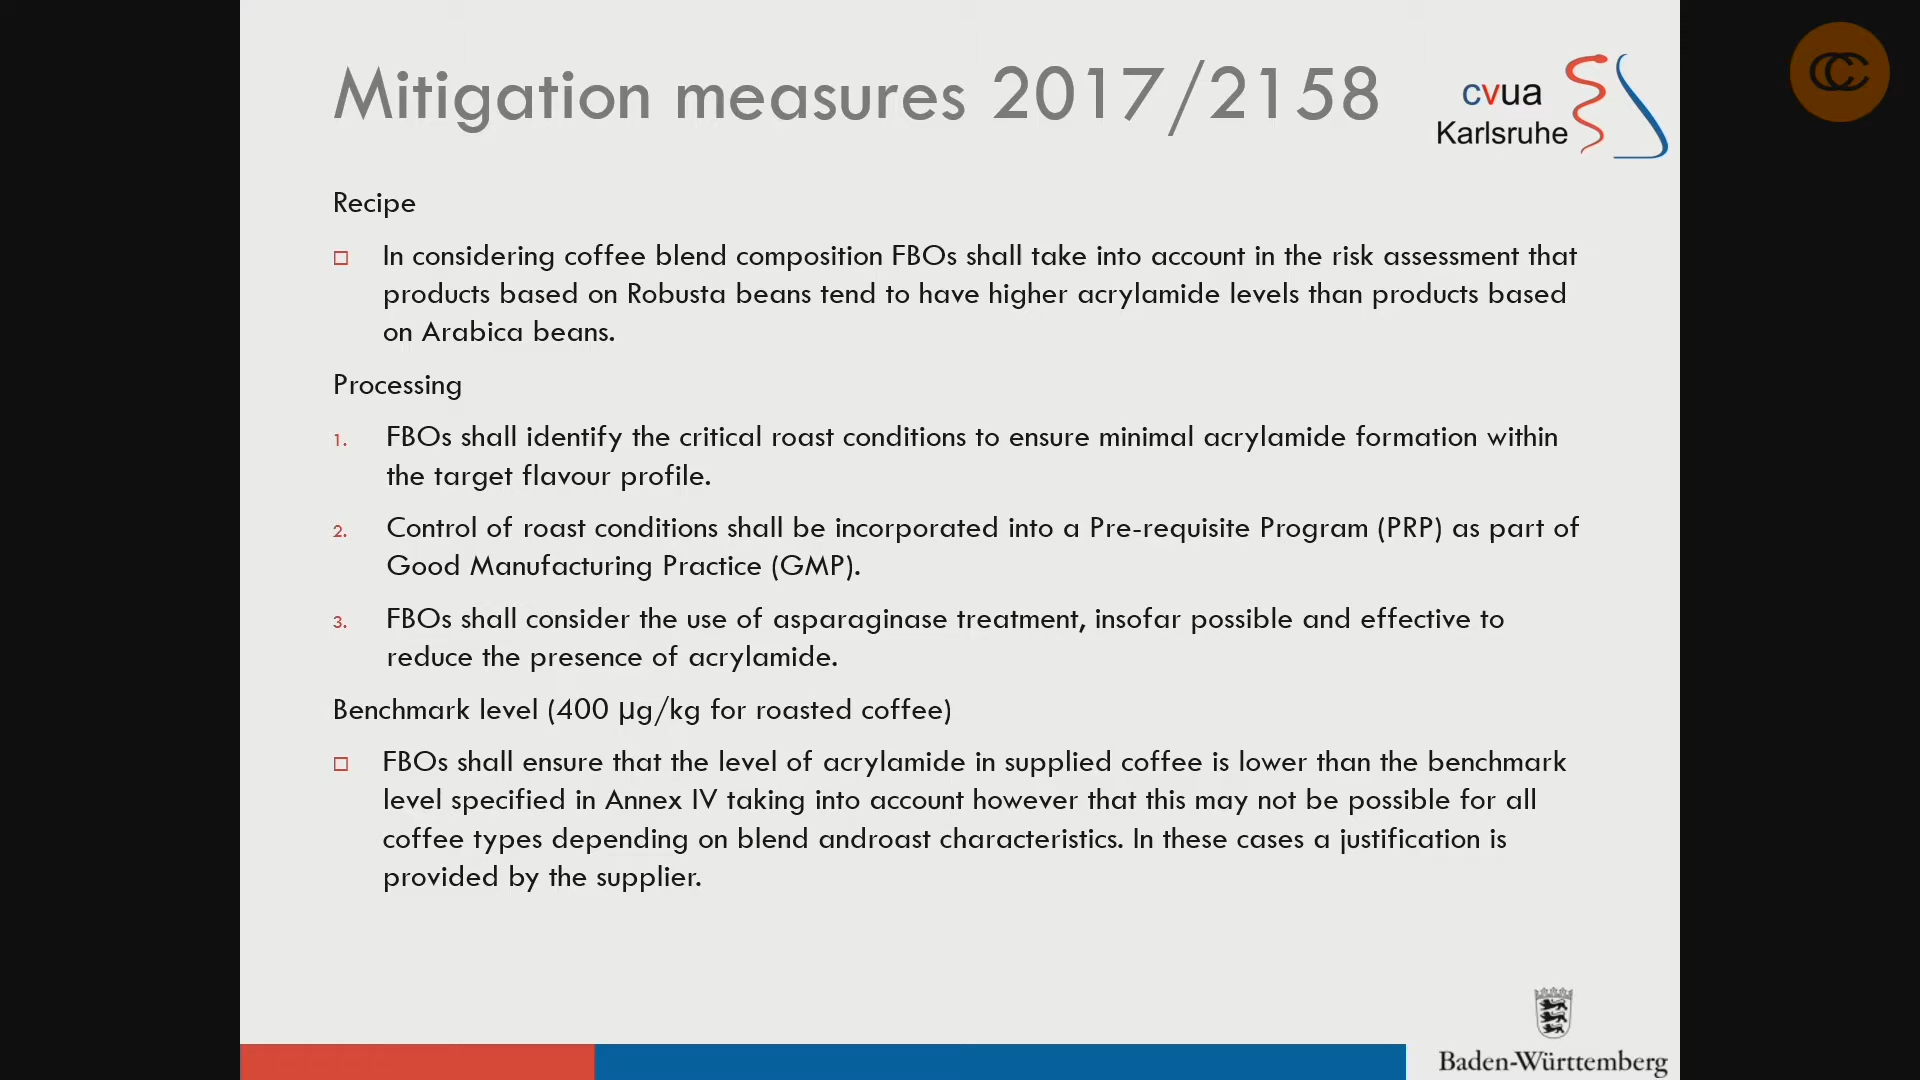 Mitigation measures 2017/2158
cvua
Karlsruhe
Recipe
In considering coffee blend composition FBOs shall take into account in the risk assessment that
products based on Robusta beans tend to have higher acrylamide levels than products based
on Arabica beans.
Processing
1. FBOs shall identify the critical roast conditions to ensure minimal acrylamide formation within
the target flavour profile.
2. Control of roast conditions shall be incorporated into a Pre-requisite Program (PRP) as part of
Good Manufacturing Practice (GMP).
3. FBOs shall consider the use of asparaginase treatment, insofar possible and effective to
reduce the presence of acrylamide.
Benchmark level (400 µg/kg for roasted coffee)
FBOs shall ensure that the level of acrylamide in supplied coffee is lower than the benchmark
level specified in Annex IV taking into account however that this may not be possible for all
coffee types depending on blend androast characteristics. In these cases a justification is
provided by the supplier.
Baden-Württemberg